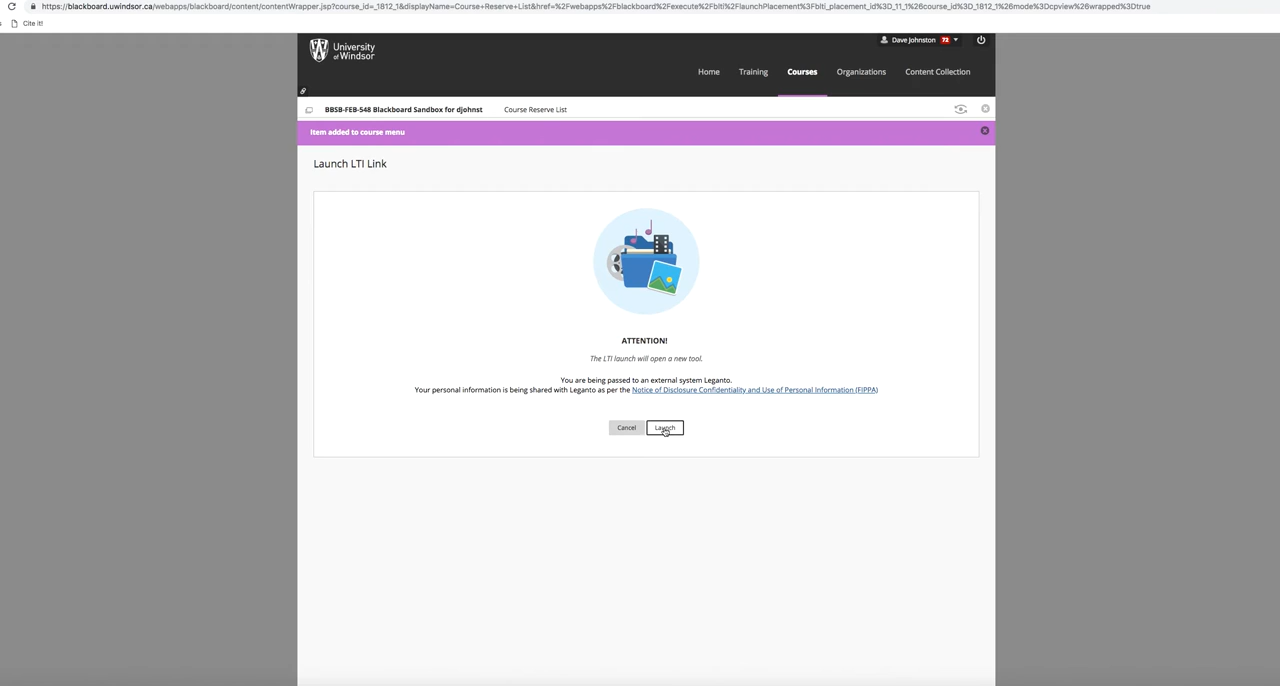 https://blackboard.uwindsor.ca/webapps/blackboard/content/contentWrapper.jsp?course_id=_1812_1&displayName=Course+Reserve+List&href=%2Fwebapps%2Fblackboard%2Fexecute%2Fblti%2FlaunchPlacement%3Fblti_placement_id%3D_11_1%26course_id%3D_1812_1%26mode%3Dcpview%26wrapped%3Dtrue
Cite it!
University
of Windsor
Dave Johnston 72
Home Training Courses Organizations Content Collection
BBSB-FEB-548 Blackboard Sandbox for djohnst Course Reserve List
Item added to course menu
Launch LTI Link
ATTENTION!
The LTI launch will open a new tool.
You are being passed to an external system Leganto.
Your personal information is being shared with Leganto as per the Notice of Disclosure Confidentiality and Use of Personal Information (FIPPA)
Cancel Launch